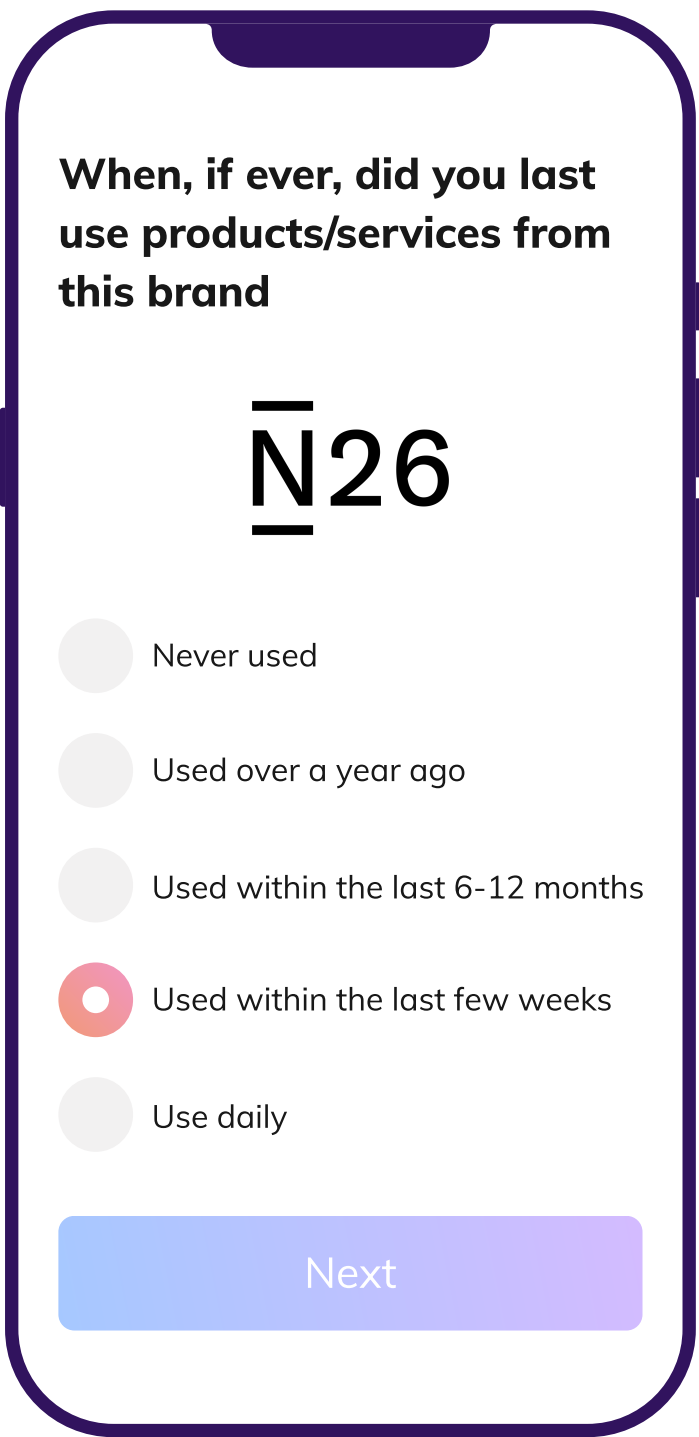 When, if ever, did you last
use products/services from
this brand
N26
Never used
Used over a year ago
Used within the last 6-12 months
Used within the last few weeks
Use daily
Next